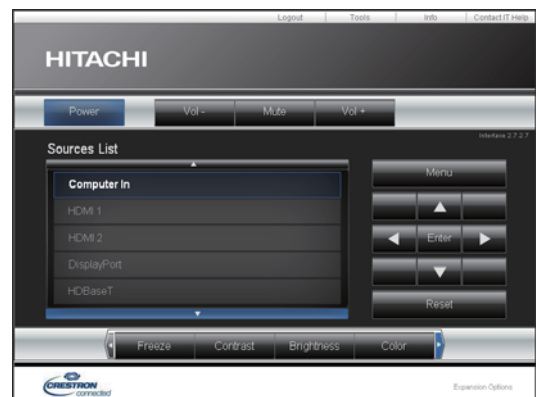 Logout Tools Info Contact IT Help
HITACHI
Power Vol - Mute Vol +
Interface 2.7.2.7
Sources List
Computer In
HDMI 1
HDMI 2
DisplayPort
HDBaseT
Menu
Enter
Reset
Freeze Contrast Brightness Color
CRESTRON connected
Expansion Options